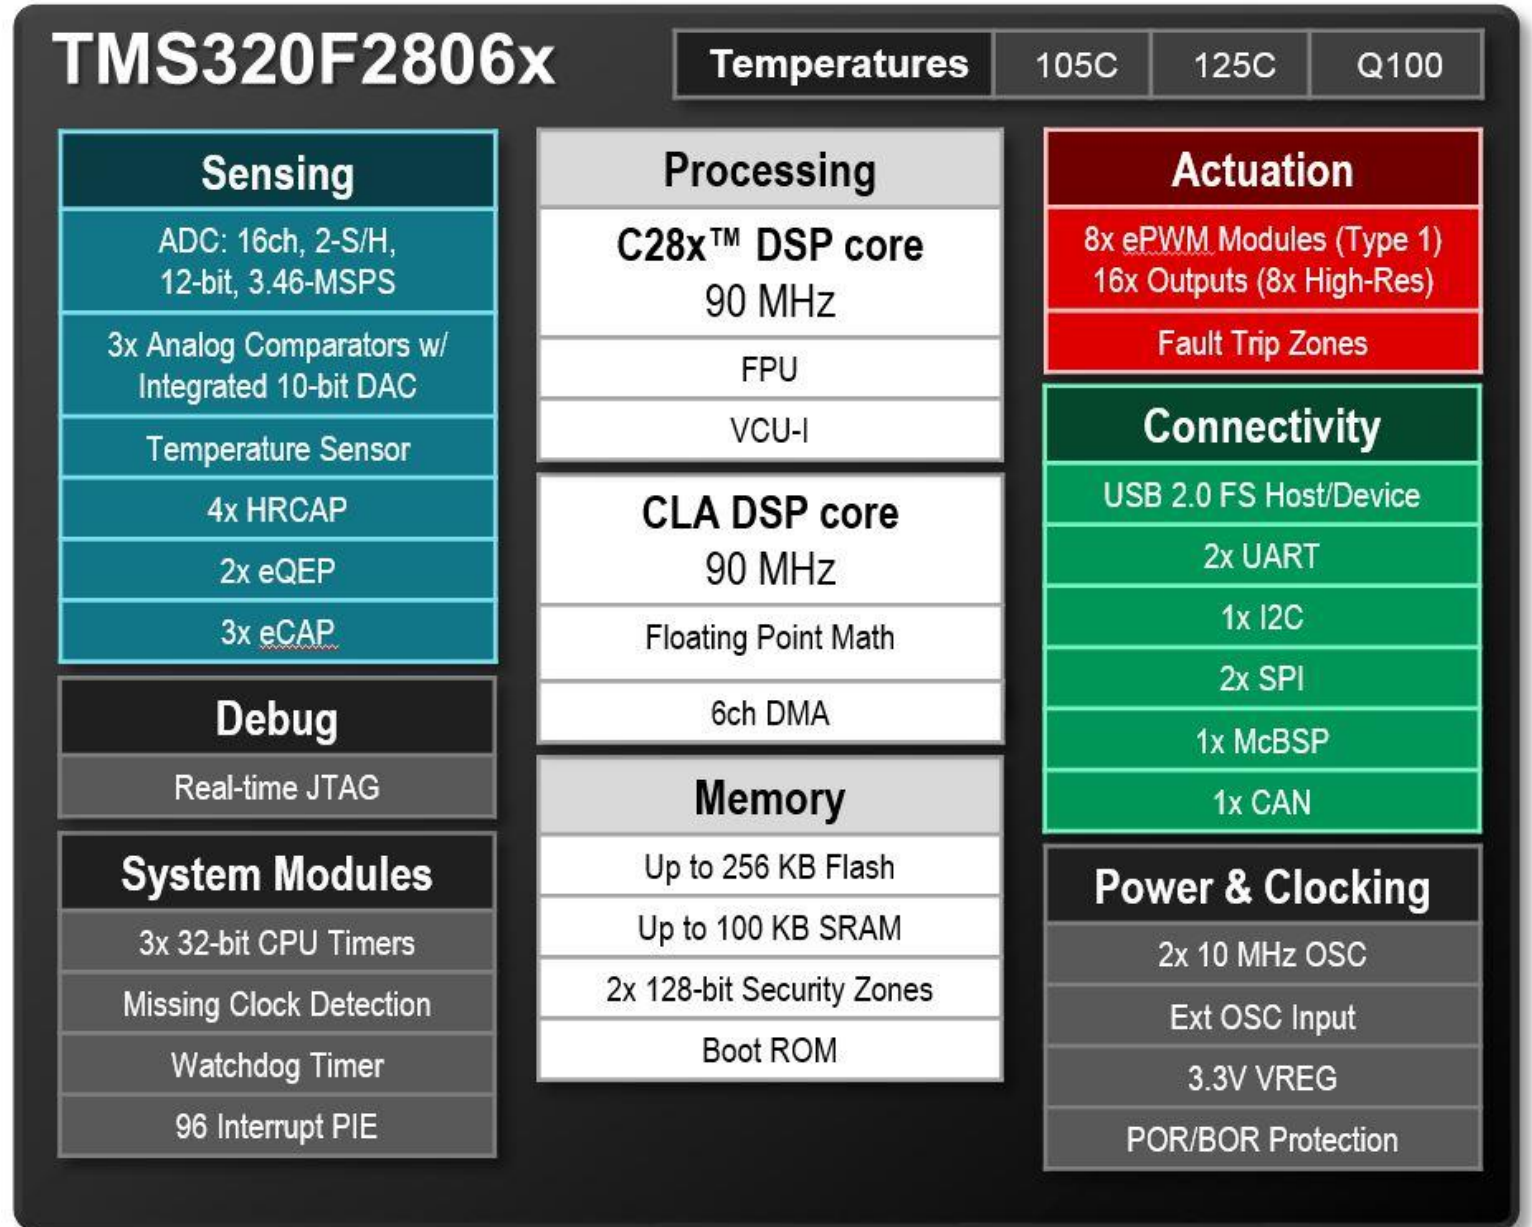 TMS320F2806x
Temperatures 105C 125C Q100
Sensing
ADC: 16ch, 2-S/H,
12-bit, 3.46-MSPS
3x Analog Comparators w/
Integrated 10-bit DAC
Temperature Sensor
4x HRCAP
2x eQEP
3x eCAP
Debug
Real-time JTAG
System Modules
3x 32-bit CPU Timers
Missing Clock Detection
Watchdog Timer
96 Interrupt PIE
Processing
C28x™ DSP core
90 MHz
FPU
VCU-I
CLA DSP core
90 MHz
Floating Point Math
6ch DMA
Memory
Up to 256 KB Flash
Up to 100 KB SRAM
2x 128-bit Security Zones
Boot ROM
Actuation
8x ePWM Modules (Type 1)
16x Outputs (8x High-Res)
Fault Trip Zones
Connectivity
USB 2.0 FS Host/Device
2x UART
1x I2C
2x SPI
1x McBSP
1x CAN
Power & Clocking
2x 10 MHz OSC
Ext OSC Input
3.3V VREG
POR/BOR Protection